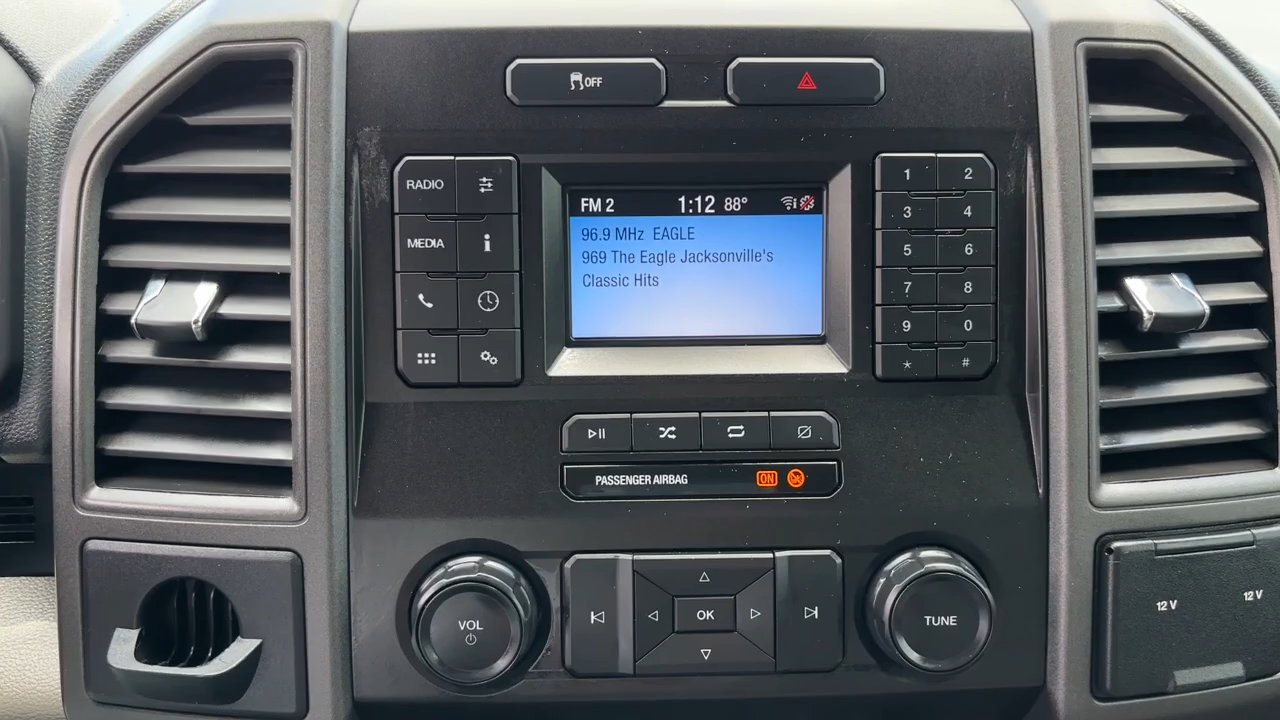 OFF
RADIO
MEDIA
FM 2 1:12 88°
96.9 MHz EAGLE
969 The Eagle Jacksonville's
Classic Hits
1 2
3 4
5 6
7 8
9 0
* #
PASSENGER AIRBAG ON
VOL
OK
TUNE
12 V 12 V